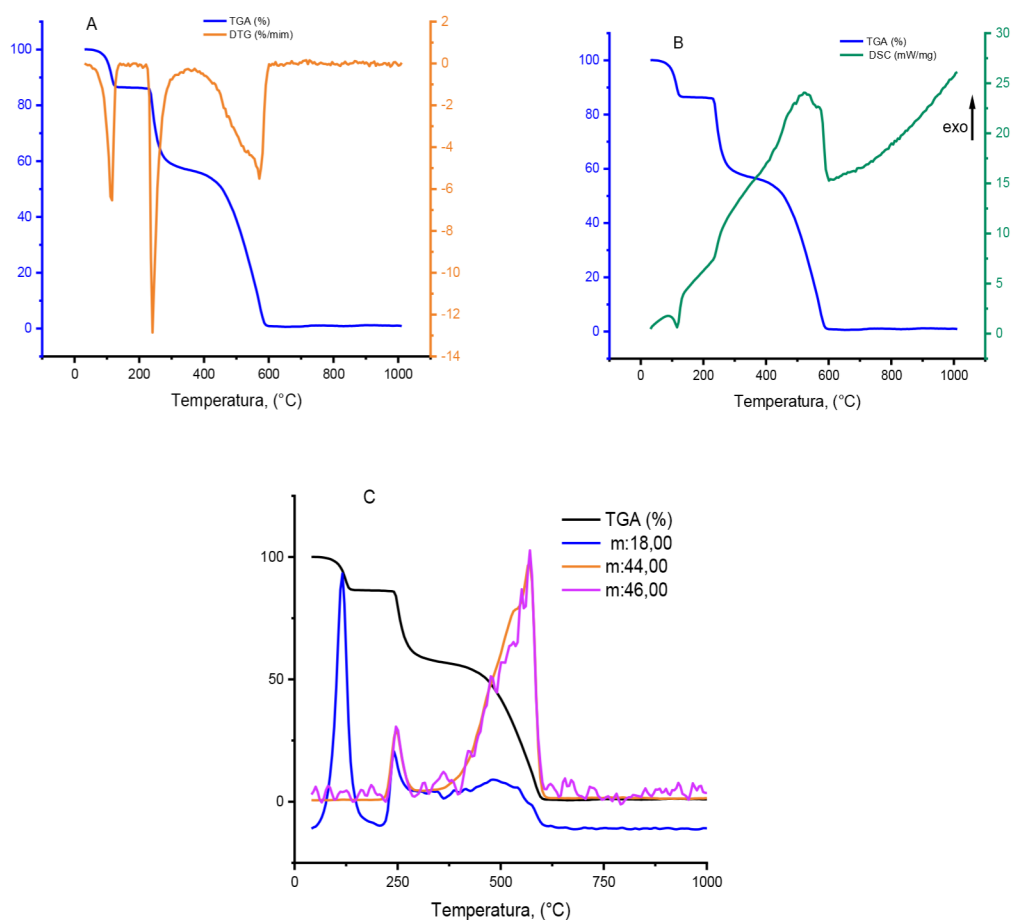 A
TGA (%)
DTG (%/mim)
100
80
60
40
20
0
2
0
-2
-4
-6
-8
-10
-12
-14
0 200 400 600 800 1000
Temperatura, (°C)
B
TGA (%)
DSC (mW/mg)
100
80
60
40
20
0
30
25
20
15
10
5
0
exo
0 200 400 600 800 1000
Temperatura, (°C)
C
TGA (%)
m:18,00
m:44,00
m:46,00
100
50
0
0 250 500 750 1000
Temperatura, (°C)